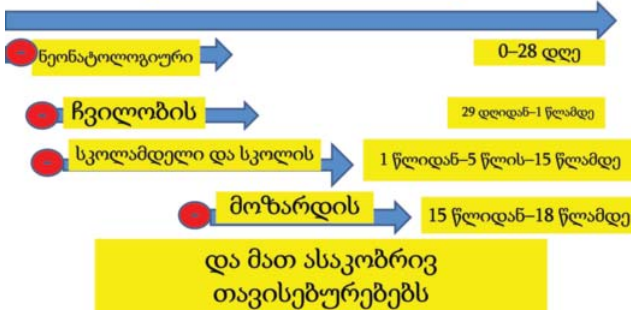 ნეონატოლოგიური 0–28 დღე
ჩვილობის 29 დღიდან–1 წლამდე
სკოლამდელი და სკოლის 1 წლიდან–5 წლის–15 წლამდე
მოზარდის 15 წლიდან–18 წლამდე
და მათ ასაკობრივ
თავისებურებებს